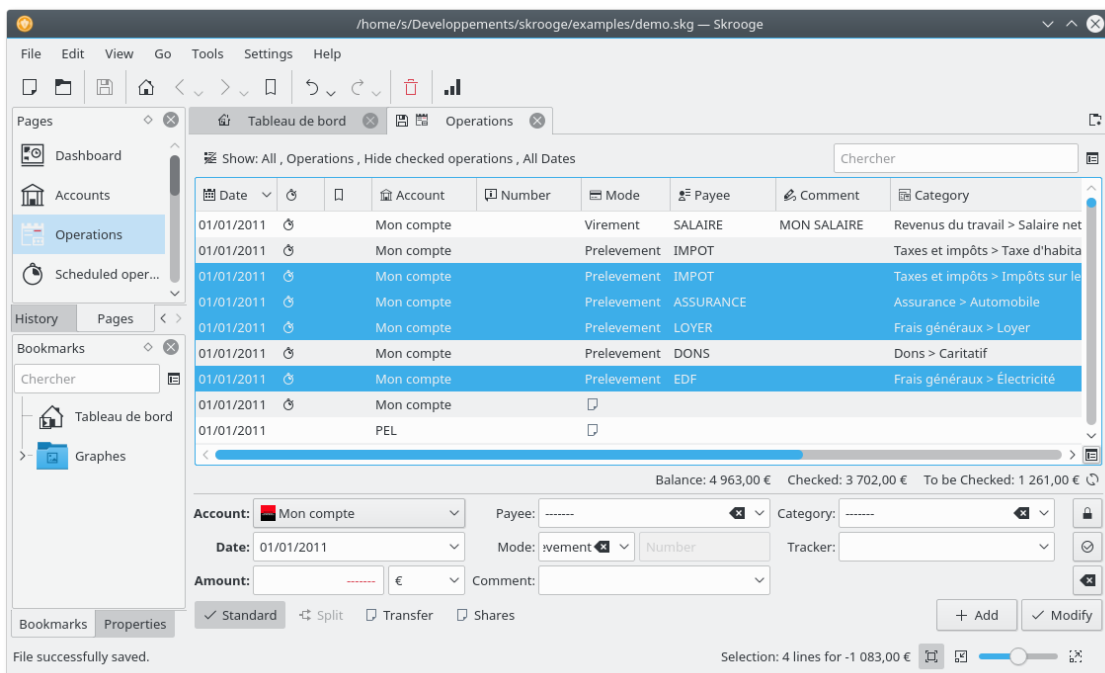 /home/s/Developpements/skrooge/examples/demo.skg — Skrooge
File Edit View Go Tools Settings Help
Pages
Tableau de bord
Operations
Dashboard
Accounts
Operations
Scheduled oper...
History Pages
Bookmarks
Chercher
Tableau de bord
Graphes
Bookmarks Properties
Show: All , Operations , Hide checked operations , All Dates
Chercher
Date Account Number Mode Payee Comment Category
01/01/2011 Mon compte Virement SALAIRE MON SALAIRE Revenus du travail > Salaire net
01/01/2011 Mon compte Prelevement IMPOT Taxes et impôts > Taxe d'habita
01/01/2011 Mon compte Prelevement IMPOT Taxes et impôts > Impôts sur le
01/01/2011 Mon compte Prelevement ASSURANCE Assurance > Automobile
01/01/2011 Mon compte Prelevement LOYER Frais généraux > Loyer
01/01/2011 Mon compte Prelevement DONS Dons > Caritatif
01/01/2011 Mon compte Prelevement EDF Frais généraux > Électricité
01/01/2011 Mon compte
01/01/2011 PEL
Balance: 4 963,00 € Checked: 3 702,00 € To be Checked: 1 261,00 €
Account: Mon compte Payee: ------- Category: -------
Date: 01/01/2011 Mode: evement Number Tracker:
Amount: ------- € Comment:
Standard Split Transfer Shares + Add Modify
File successfully saved.
Selection: 4 lines for -1 083,00 €